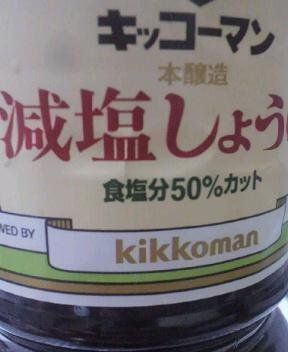 キッコーマン
本醸造
減塩しょう
食塩分50%カット
WED BY
kikkoman